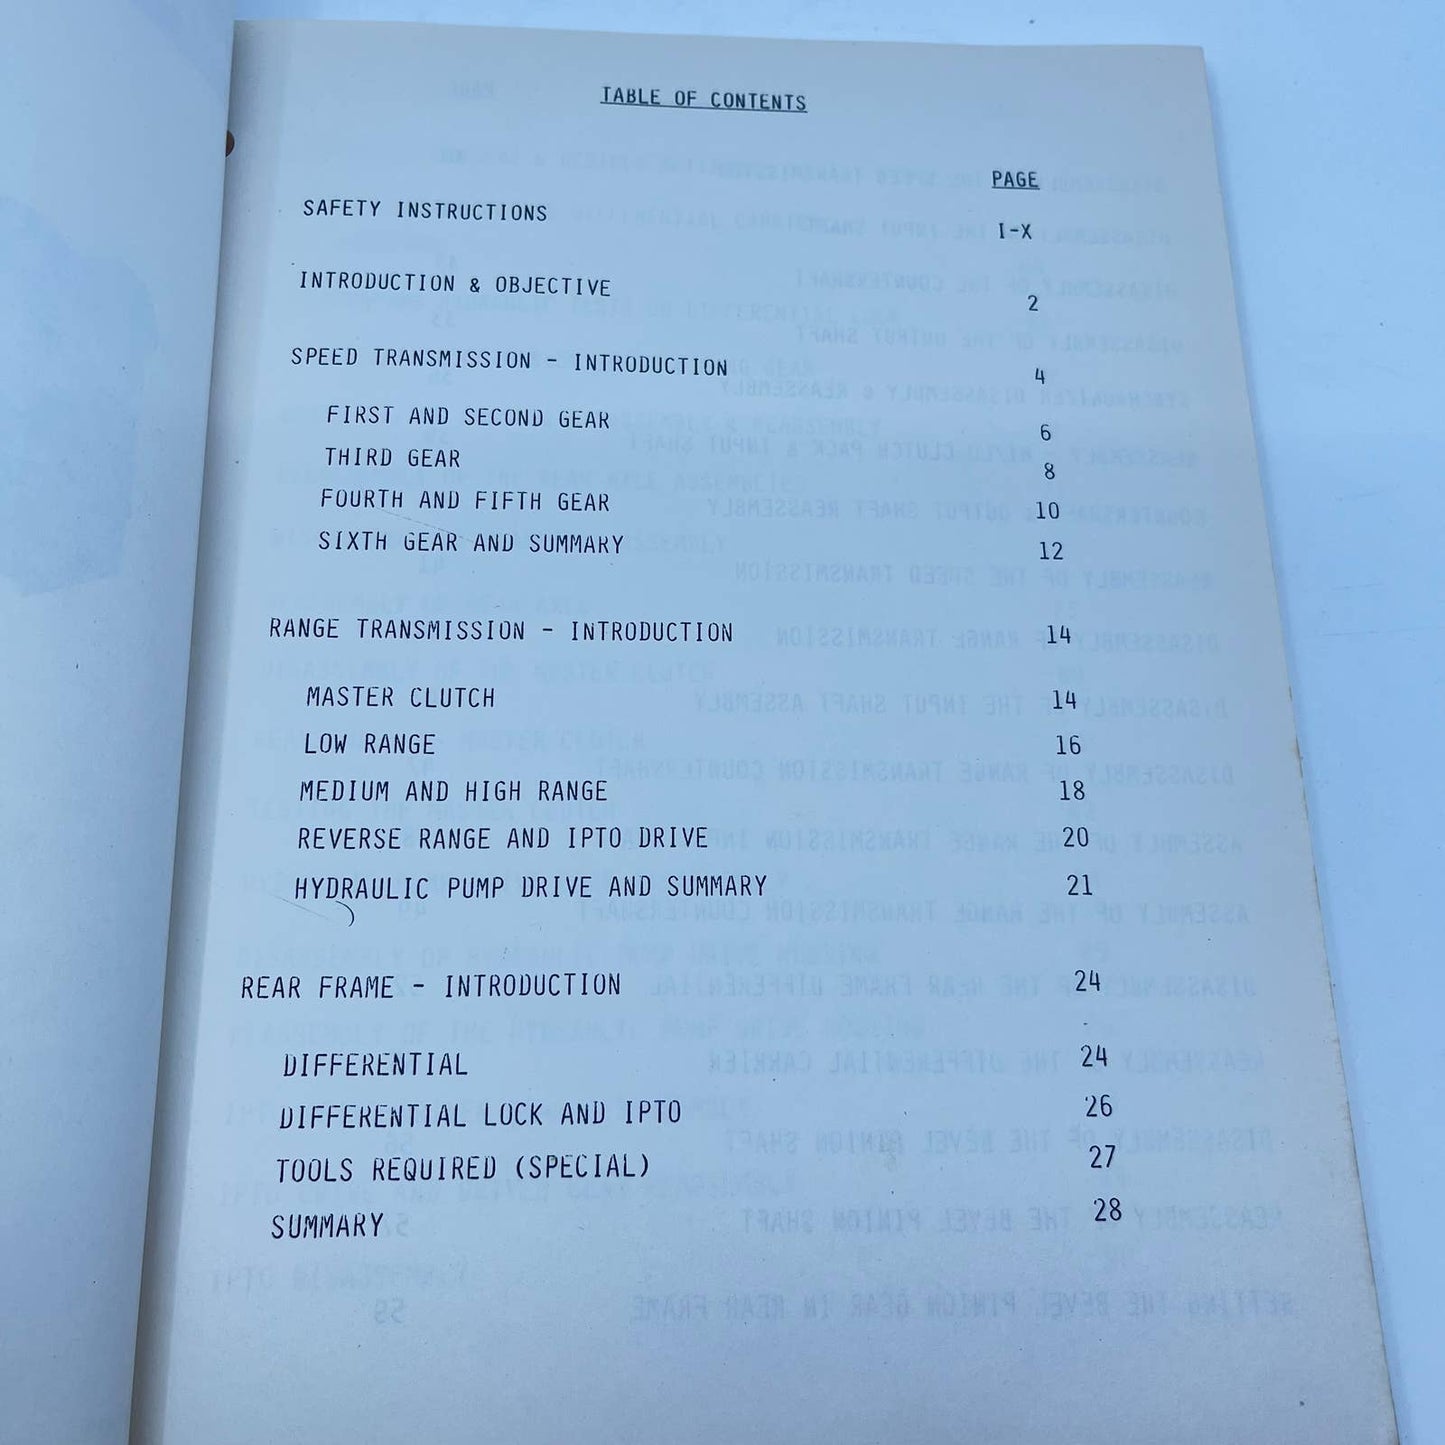 TABLE OF CONTENTS
PAGE
SAFETY INSTRUCTIONS I-X
INTRODUCTION & OBJECTIVE 2
SPEED TRANSMISSION - INTRODUCTION 4
FIRST AND SECOND GEAR 6
THIRD GEAR 8
FOURTH AND FIFTH GEAR 10
SIXTH GEAR AND SUMMARY 12
RANGE TRANSMISSION - INTRODUCTION 14
MASTER CLUTCH 14
LOW RANGE 16
MEDIUM AND HIGH RANGE 18
REVERSE RANGE AND IPTO DRIVE 20
HYDRAULIC PUMP DRIVE AND SUMMARY 21
REAR FRAME - INTRODUCTION 24
DIFFERENTIAL 24
DIFFERENTIAL LOCK AND IPTO 26
TOOLS REQUIRED (SPECIAL) 27
SUMMARY 28